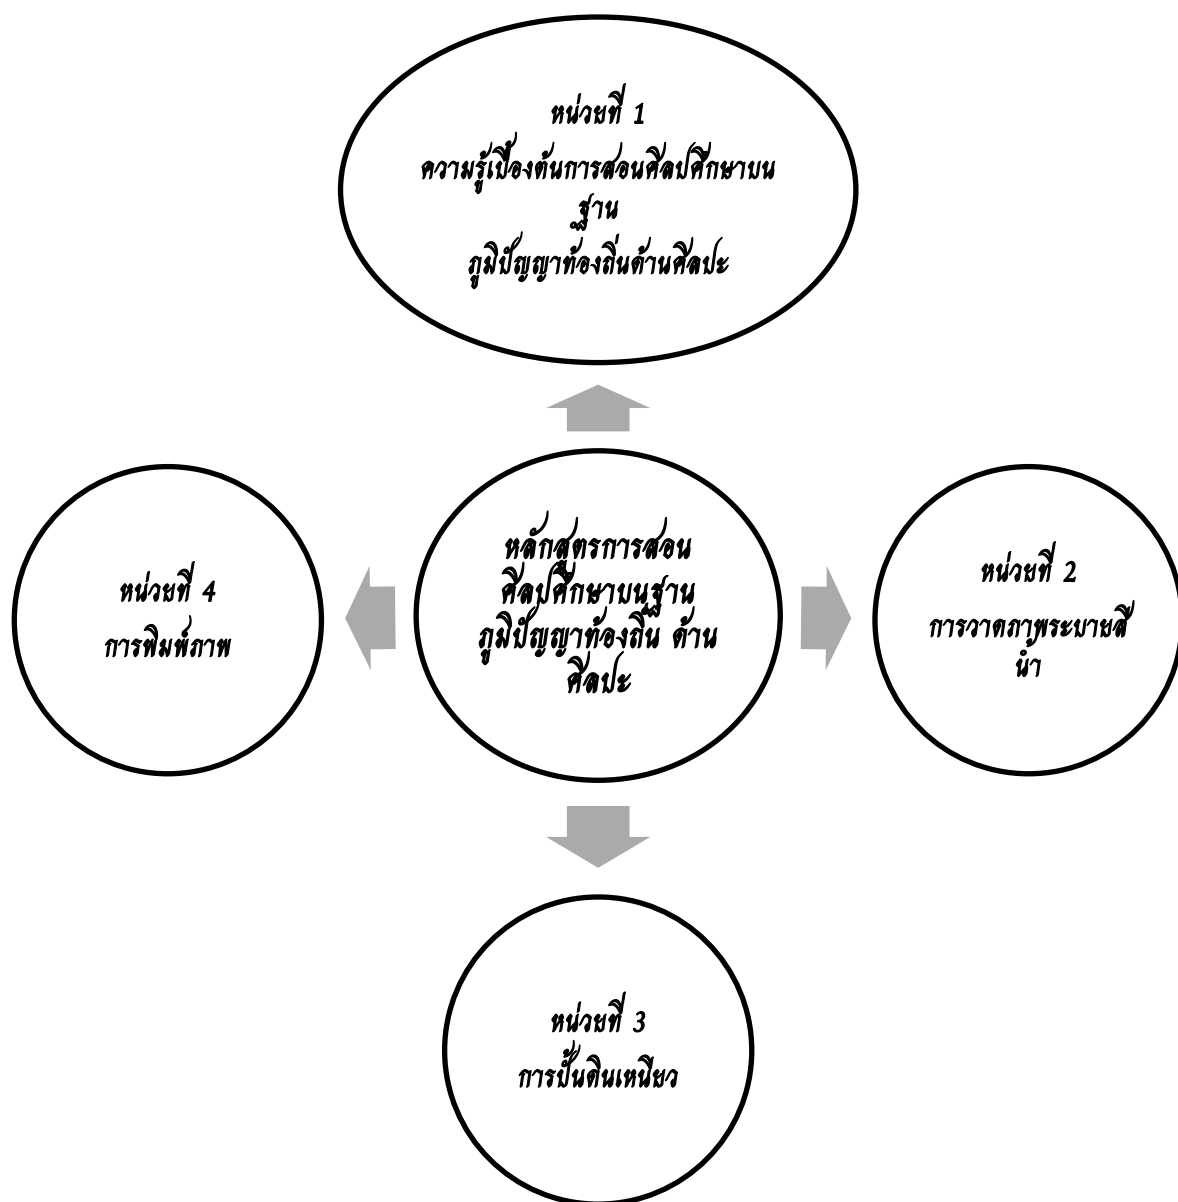 หน่วยที่ 1
ความรู้เบื้องต้นการสอนศิลปศึกษาบน
ฐาน
ภูมิปัญญาท้องถิ่นด้านศิลปะ
หน่วยที่ 4
การพิมพ์ภาพ
หลักสูตรการสอน
ศิลปศึกษาบนฐาน
ภูมิปัญญาท้องถิ่น ด้าน
ศิลปะ
หน่วยที่ 2
การวาดภาพระบายสี
น้ำ
หน่วยที่ 3
การปั้นดินเหนียว